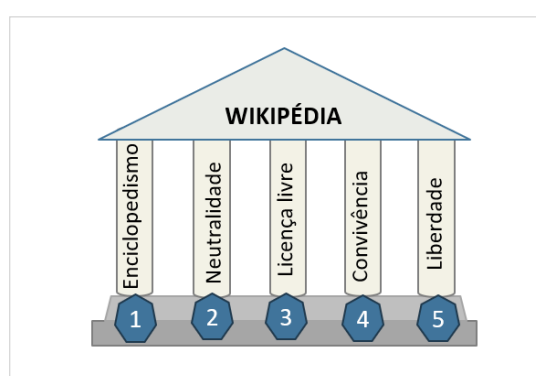 WIKIPÉDIA
Enciclopedismo
Neutralidade
Licença livre
Convivência
Liberdade
1
2
3
4
5